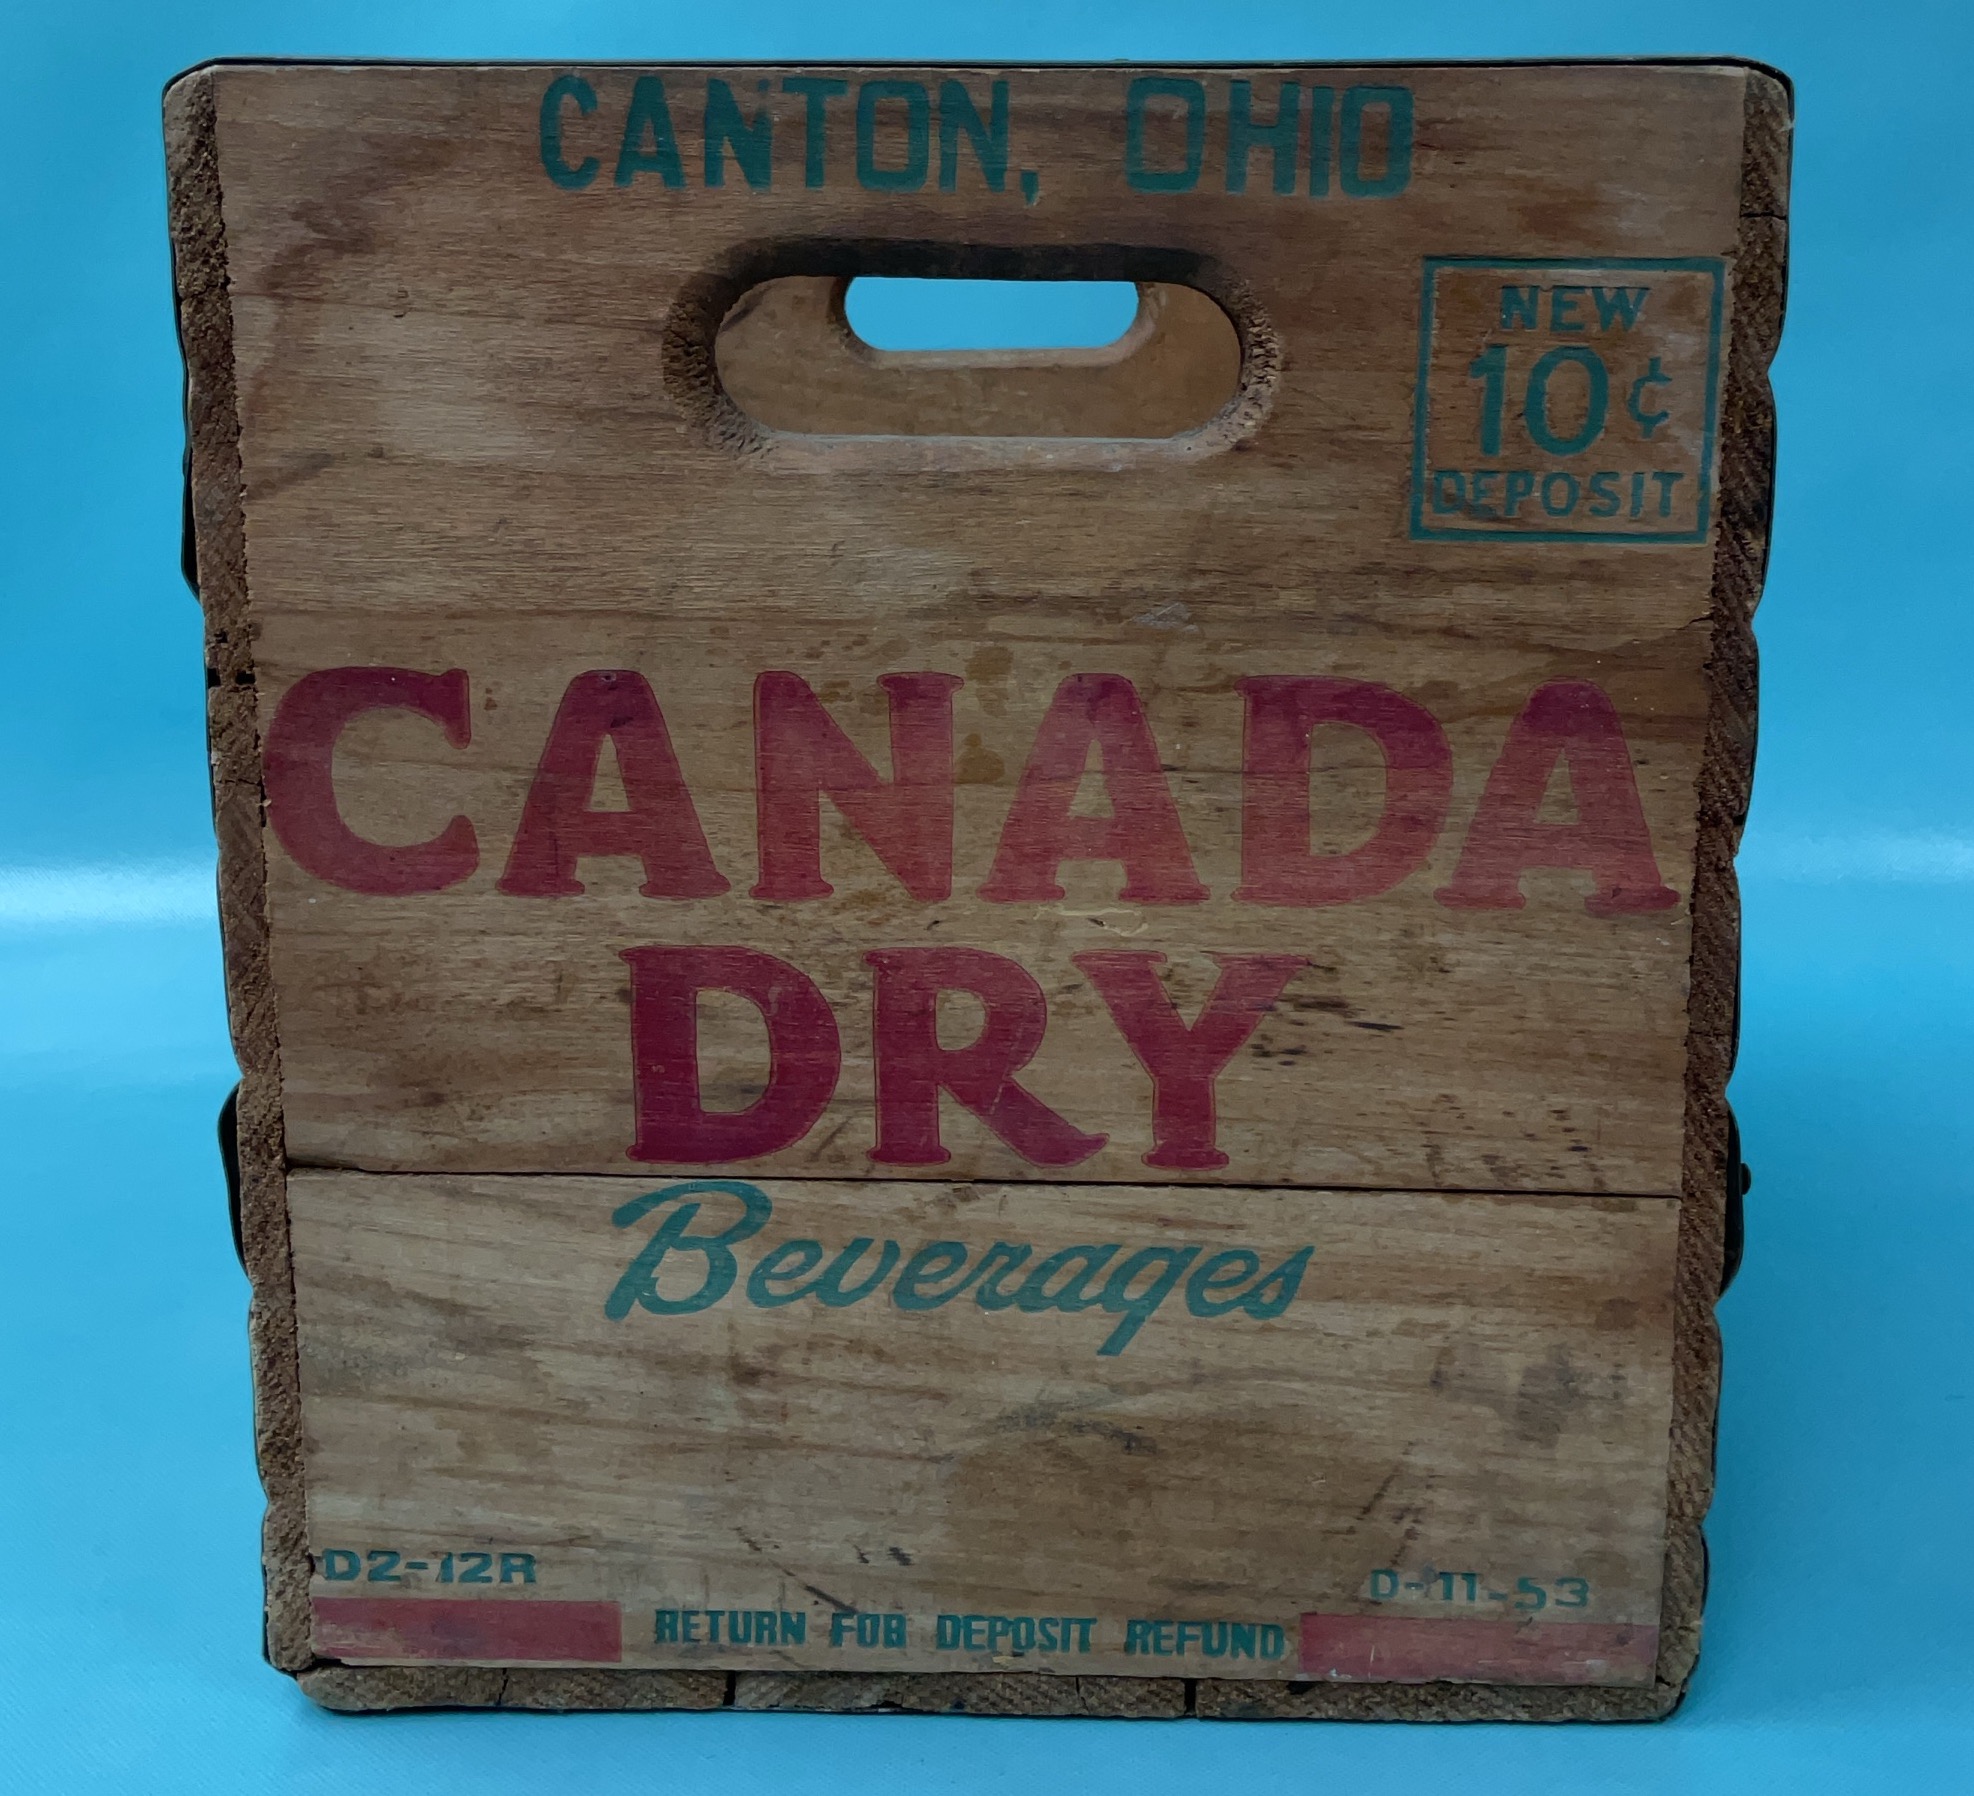 CANTON, OHIO
NEW
10¢
DEPOSIT
CANADA
DRY
Beverages
D2-12R
D-11-53
RETURN FOR DEPOSIT REFUND